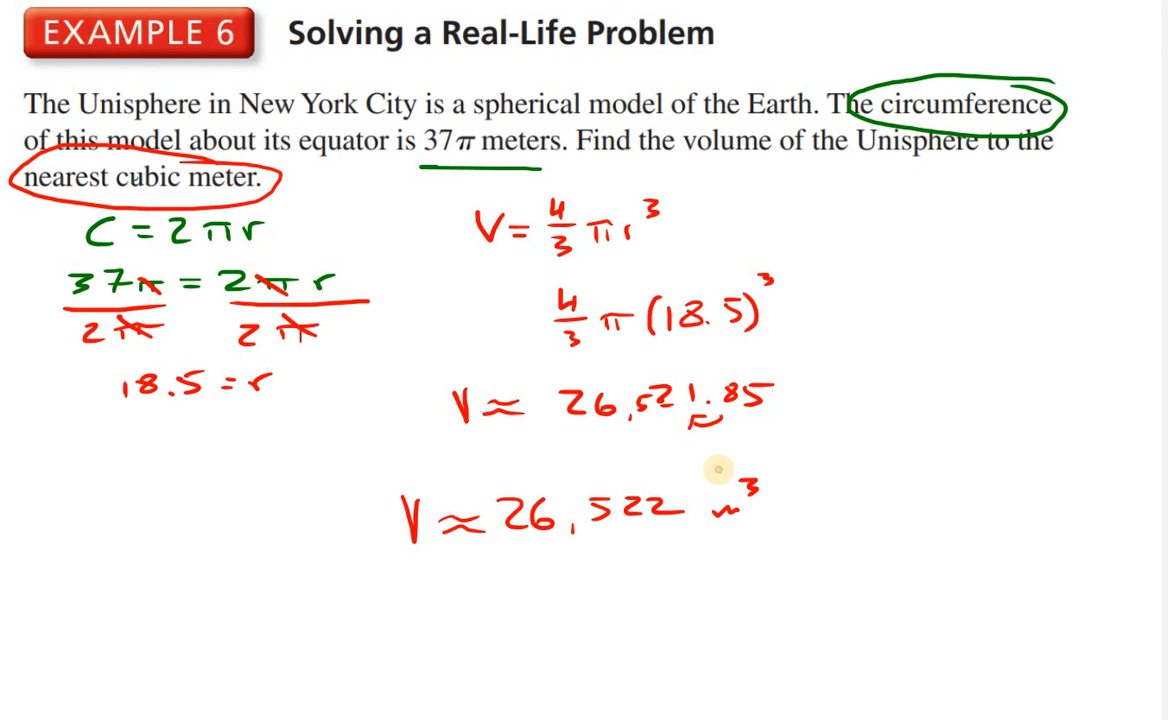 EXAMPLE 6 Solving a Real-Life Problem
The Unisphere in New York City is a spherical model of the Earth. The circumference
of this model about its equator is 37π meters. Find the volume of the Unisphere to the
nearest cubic meter.
C = 2πr
37π = 2πr
2π 2π
18.5 = r
V = 4/3 πr³
4/3 π(18.5)³
V ≈ 26,521.85
V ≈ 26,522 m³